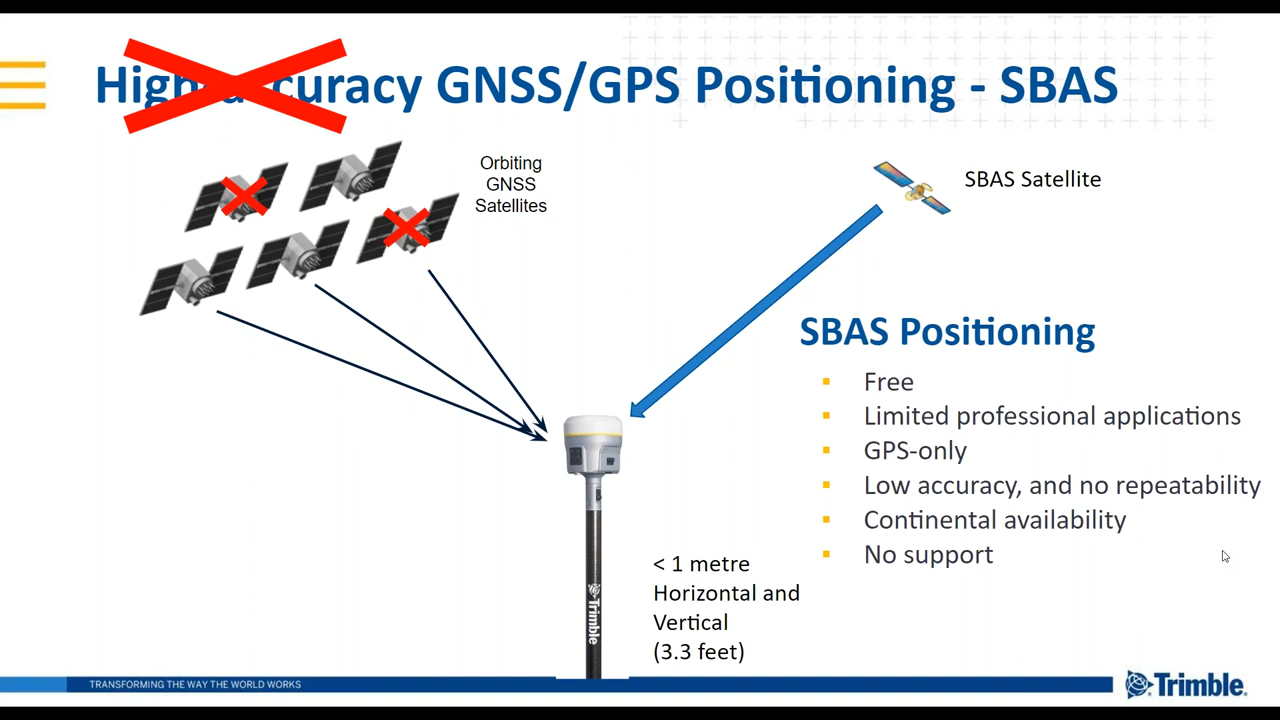 High accuracy GNSS/GPS Positioning - SBAS
Orbiting
GNSS
Satellites
SBAS Satellite
SBAS Positioning
Free
Limited professional applications
GPS-only
Low accuracy, and no repeatability
Continental availability
No support
< 1 metre
Horizontal and
Vertical
(3.3 feet)
Trimble
TRANSFORMING THE WAY THE WORLD WORKS
Trimble